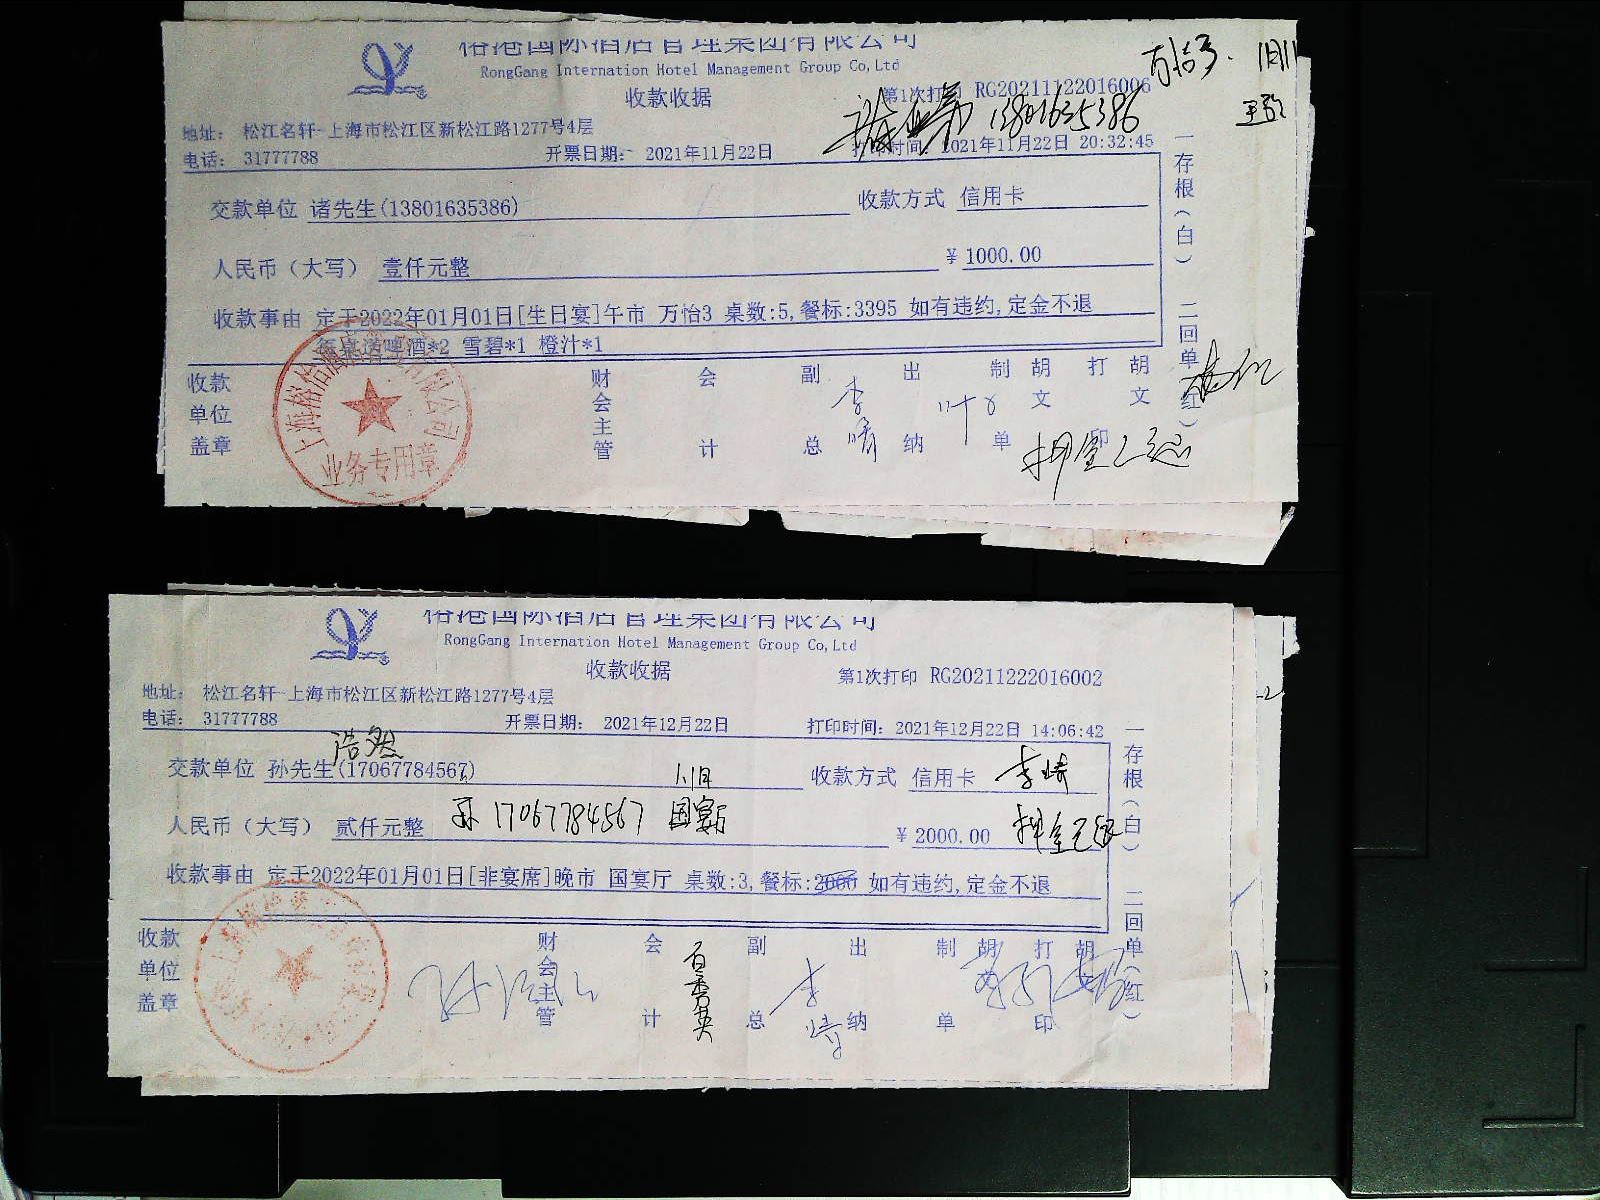 裕港国际酒店管理集团有限公司
RongGang Internation Hotel Management Group Co,Ltd
收款收据
第1次打印 RG20211122016006
13801635386
地址： 松江名轩-上海市松江区新松江路1277号4层
电话： 31777788
开票日期： 2021年11月22日
打印时间： 2021年11月22日 20:32:45
交款单位 诸先生(13801635386)
收款方式 信用卡
人民币（大写） 壹仟元整
￥1000.00
收款事由 定于2022年01月01日[生日宴]午市 万怡3 桌数:5,餐标:3395 如有违约,定金不退
啤酒*2 雪碧*1 橙汁*1
一存根（白） 二回单（红）
收款单位盖章
财会主管
会计
副总
李
出纳
制单
胡文
打印
胡文
业务专用章
裕港国际酒店管理集团有限公司
RongGang Internation Hotel Management Group Co,Ltd
收款收据
第1次打印 RG20211222016002
地址： 松江名轩-上海市松江区新松江路1277号4层
电话： 31777788
开票日期： 2021年12月22日
打印时间： 2021年12月22日 14:06:42
浩然
交款单位 孙先生(17067784567)
收款方式 信用卡
人民币（大写） 贰仟元整
孙 17067784567 国宴厅
￥2000.00
收款事由 定于2022年01月01日[非宴席]晚市 国宴厅 桌数:3,餐标:2000 如有违约,定金不退
一存根（白） 二回单（红）
收款单位盖章
财会主管
会计
副总
李
出纳
制单
胡文
打印
胡文